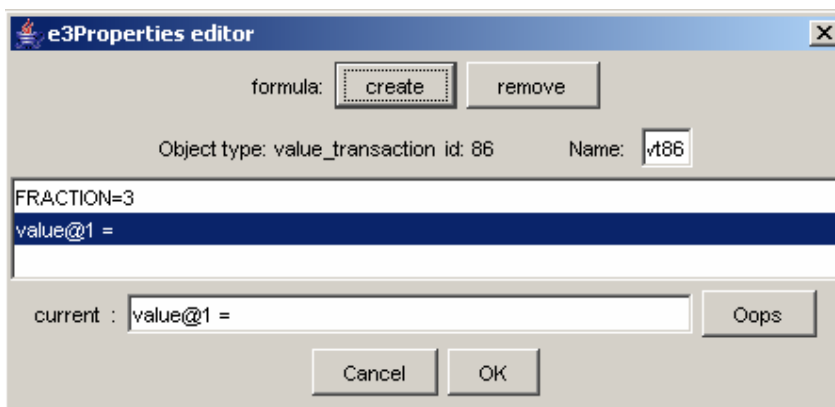 e3Properties editor
formula: create remove
Object type: value_transaction id: 86 Name: vt86
FRACTION=3
value@1 =
current : value@1 = Oops
Cancel OK